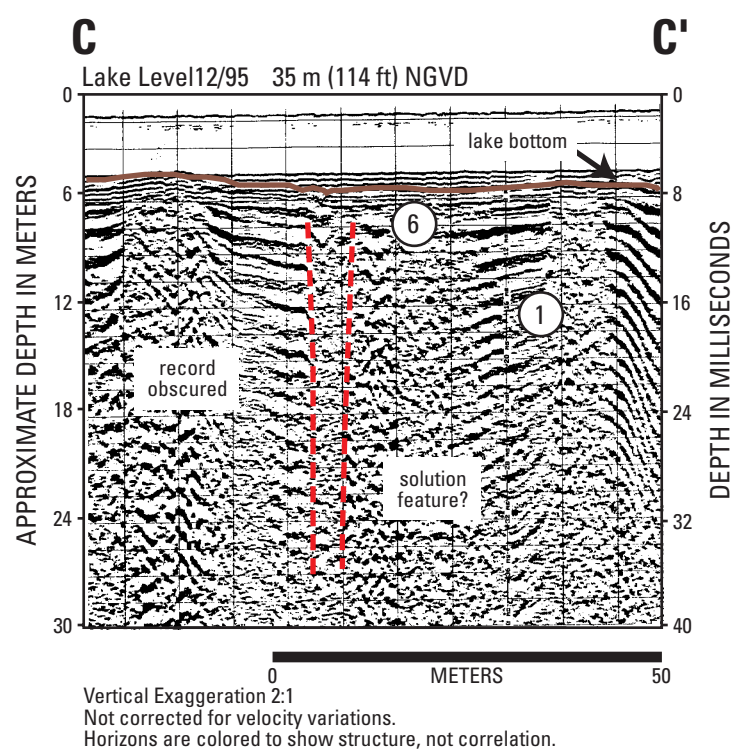 C C'
Lake Level12/95 35 m (114 ft) NGVD
0 0
lake bottom
6 8
6
12 16
1
record
obscured
18 24
solution
feature?
24 32
30 40
APPROXIMATE DEPTH IN METERS
DEPTH IN MILLISECONDS
0 METERS 50
Vertical Exaggeration 2:1
Not corrected for velocity variations.
Horizons are colored to show structure, not correlation.